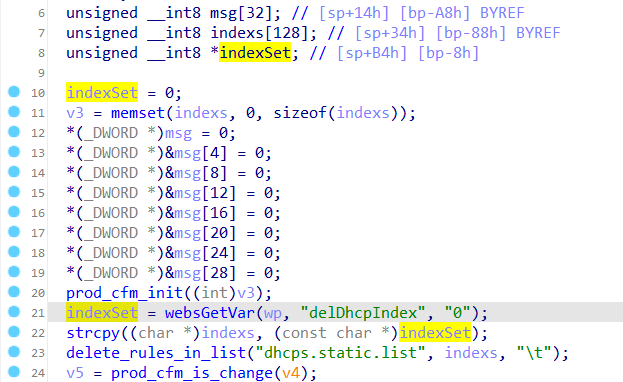 6 unsigned __int8 msg[32]; // [sp+14h] [bp-A8h] BYREF
7 unsigned __int8 indexs[128]; // [sp+34h] [bp-88h] BYREF
8 unsigned __int8 *indexSet; // [sp+B4h] [bp-8h]
9
10 indexSet = 0;
11 v3 = memset(indexs, 0, sizeof(indexs));
12 *(_DWORD *)msg = 0;
13 *(_DWORD *)&msg[4] = 0;
14 *(_DWORD *)&msg[8] = 0;
15 *(_DWORD *)&msg[12] = 0;
16 *(_DWORD *)&msg[16] = 0;
17 *(_DWORD *)&msg[20] = 0;
18 *(_DWORD *)&msg[24] = 0;
19 *(_DWORD *)&msg[28] = 0;
20 prod_cfm_init((int)v3);
21 indexSet = websGetVar(wp, "delDhcpIndex", "0");
22 strcpy((char *)indexs, (const char *)indexSet);
23 delete_rules_in_list("dhcps.static.list", indexs, "\t");
24 v5 = prod_cfm_is_change(v4);